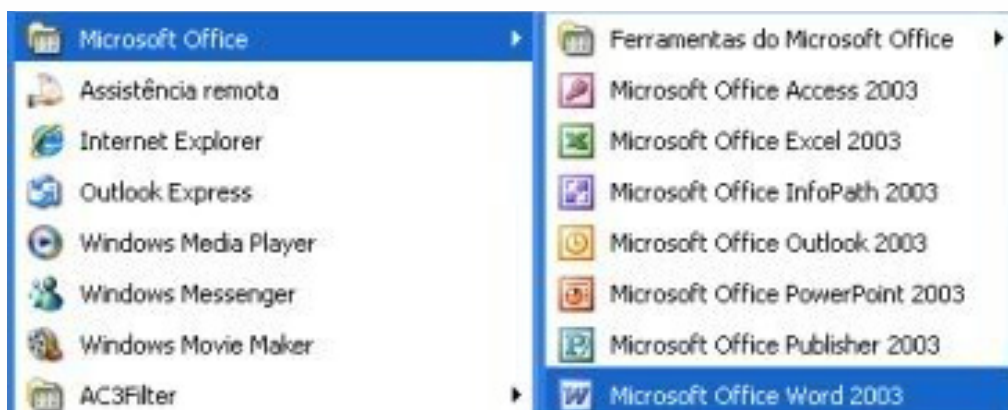 Microsoft Office
Assistência remota
Internet Explorer
Outlook Express
Windows Media Player
Windows Messenger
Windows Movie Maker
AC3Filter
Ferramentas do Microsoft Office
Microsoft Office Access 2003
Microsoft Office Excel 2003
Microsoft Office InfoPath 2003
Microsoft Office Outlook 2003
Microsoft Office PowerPoint 2003
Microsoft Office Publisher 2003
Microsoft Office Word 2003